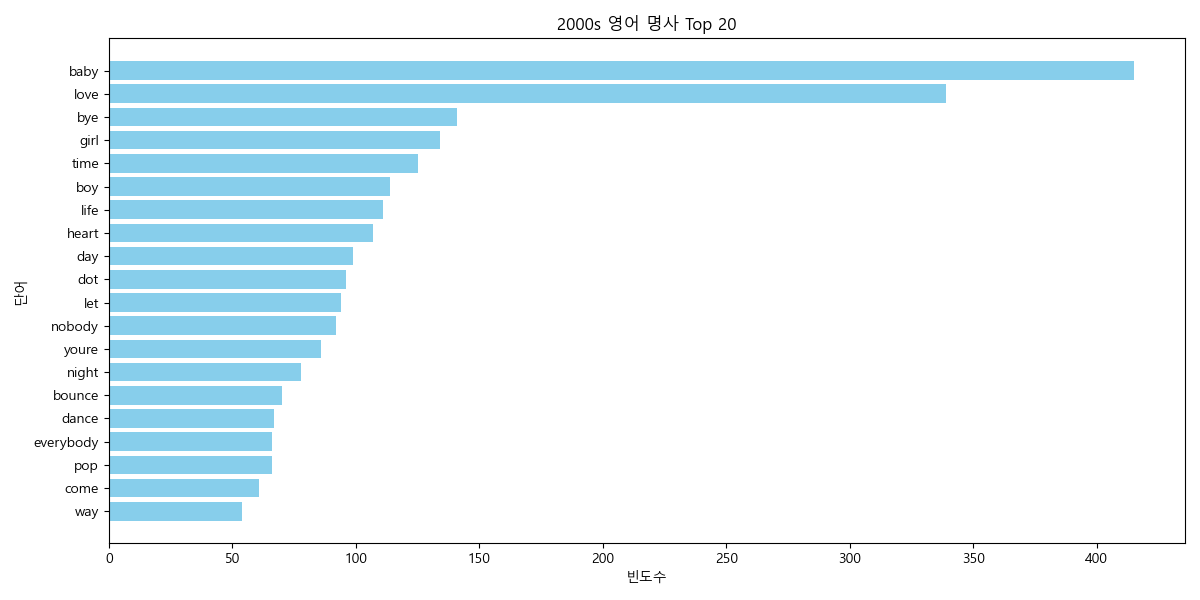 2000s 영어 명사 Top 20
단어
baby
love
bye
girl
time
boy
life
heart
day
dot
let
nobody
youre
night
bounce
dance
everybody
pop
come
way
0 50 100 150 200 250 300 350 400
빈도수